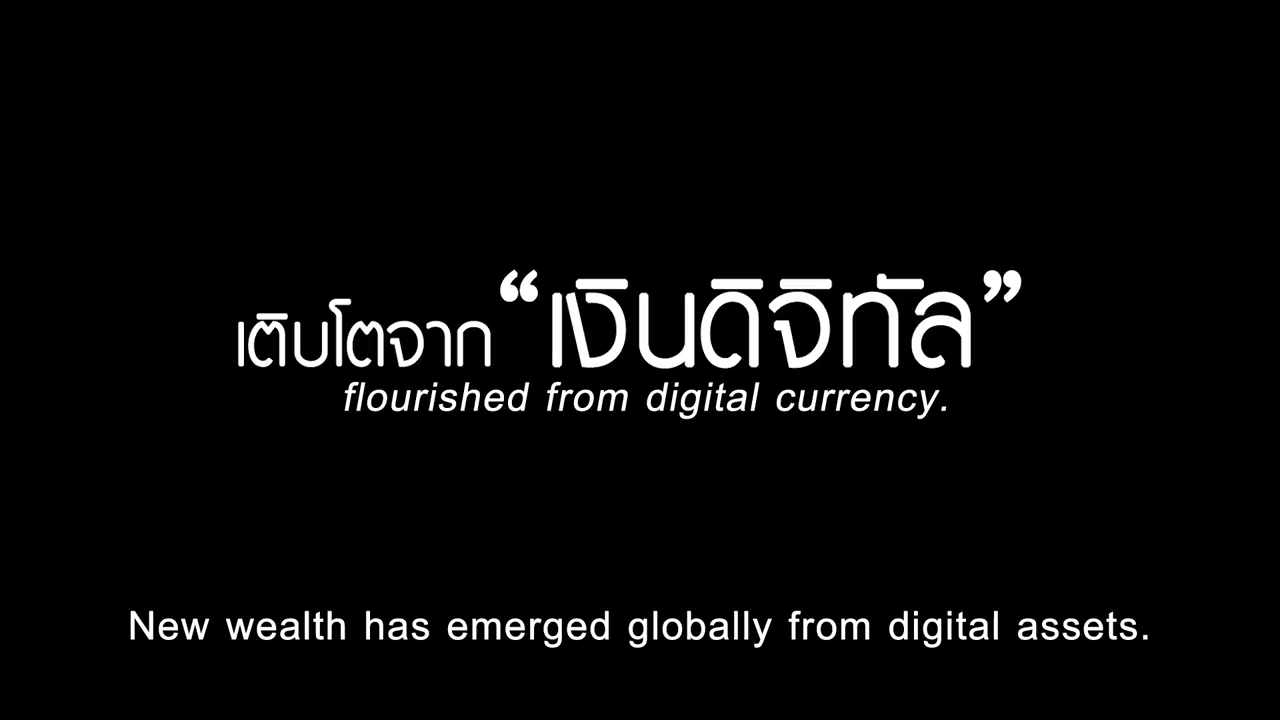 เติบโตจาก “เงินดิจิทัล”
flourished from digital currency.
New wealth has emerged globally from digital assets.